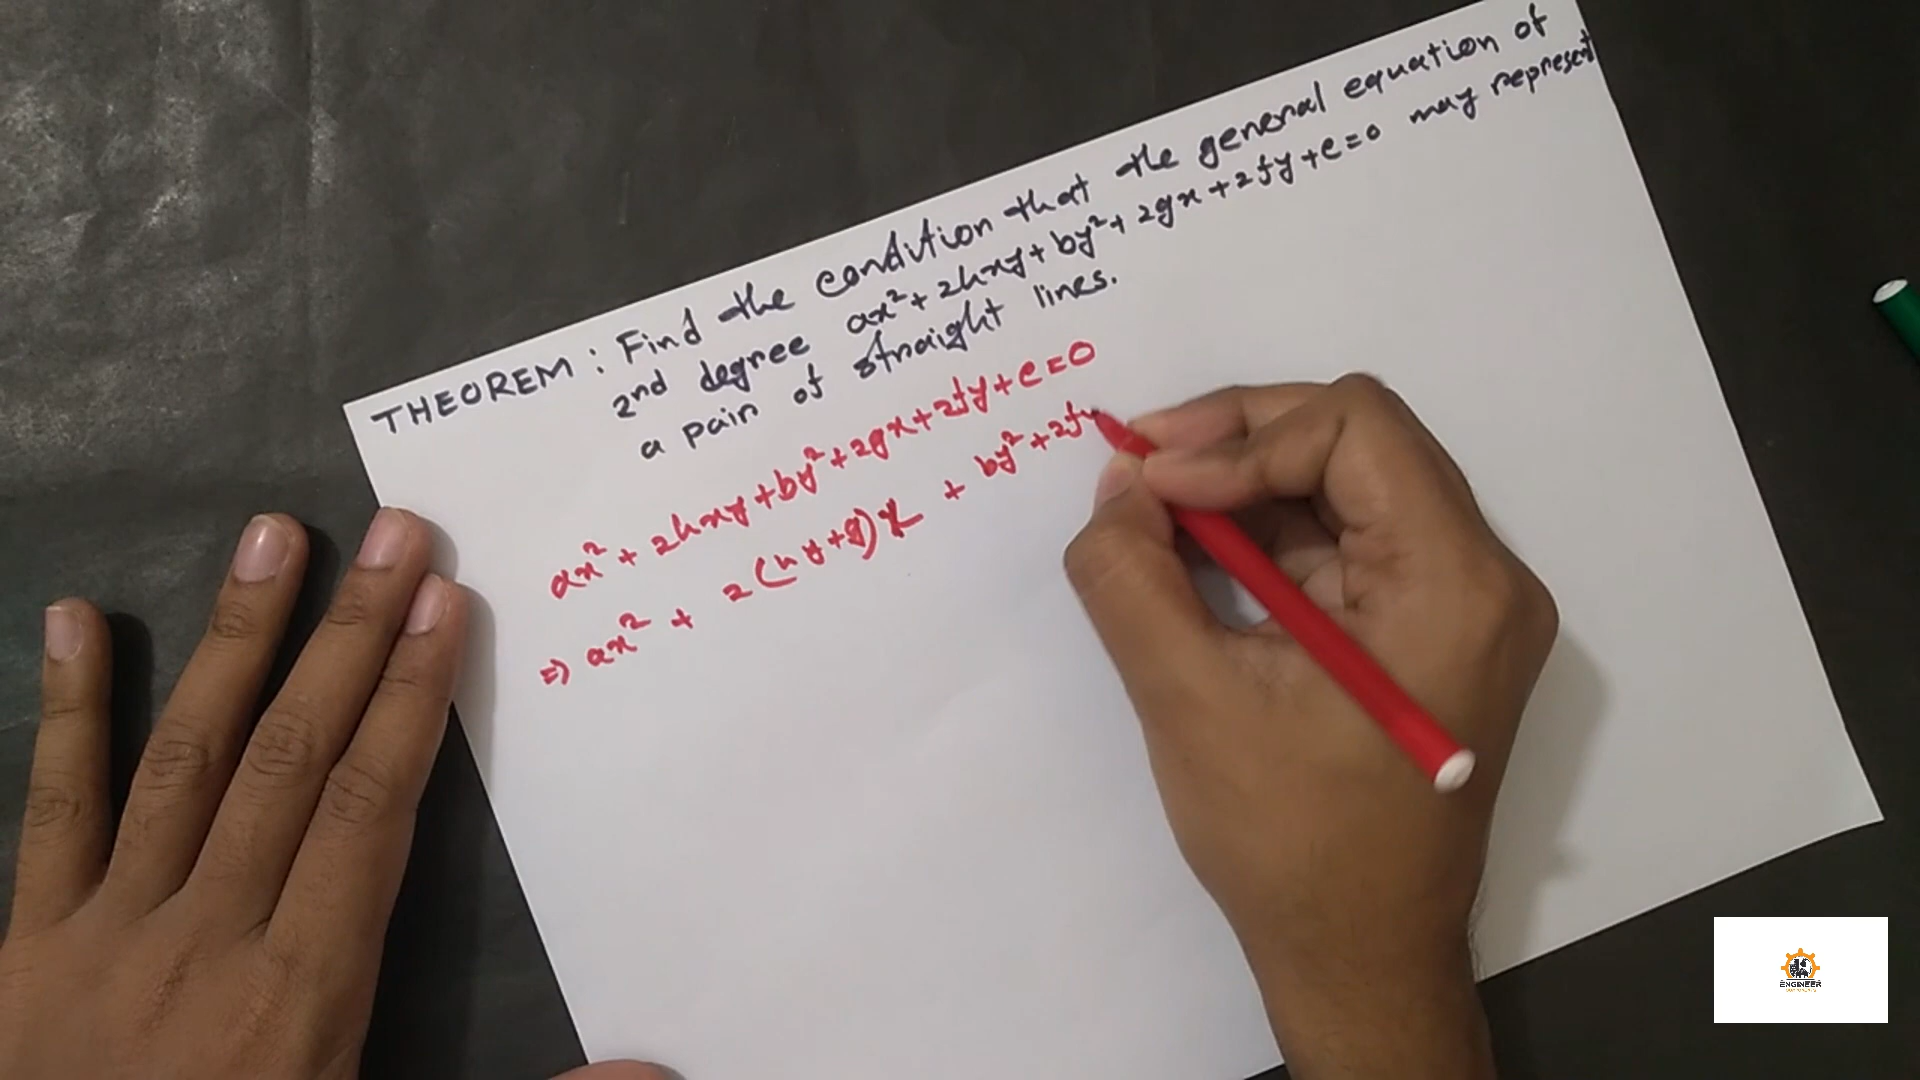 THEOREM : Find the condition that the general equation of
2nd degree ax² + 2hxy + by² + 2gx + 2fy + c = 0 may represent
a pair of straight lines.
ax² + 2hxy + by² + 2gx + 2fy + c = 0
⇒ ax² + 2(hy + g)x + by² + 2fy
ENGINEER